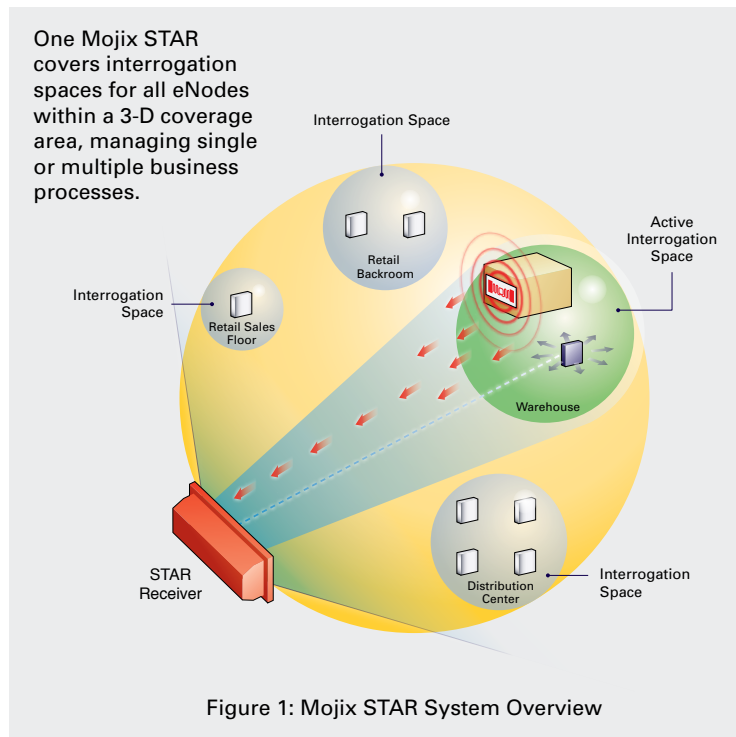 One Mojix STAR
covers interrogation
spaces for all eNodes
within a 3-D coverage
area, managing single
or multiple business
processes.
Interrogation Space
Retail
Backroom
Active
Interrogation
Space
Interrogation
Space
Retail Sales
Floor
Warehouse
STAR
Receiver
Distribution
Center
Interrogation
Space
Figure 1: Mojix STAR System Overview